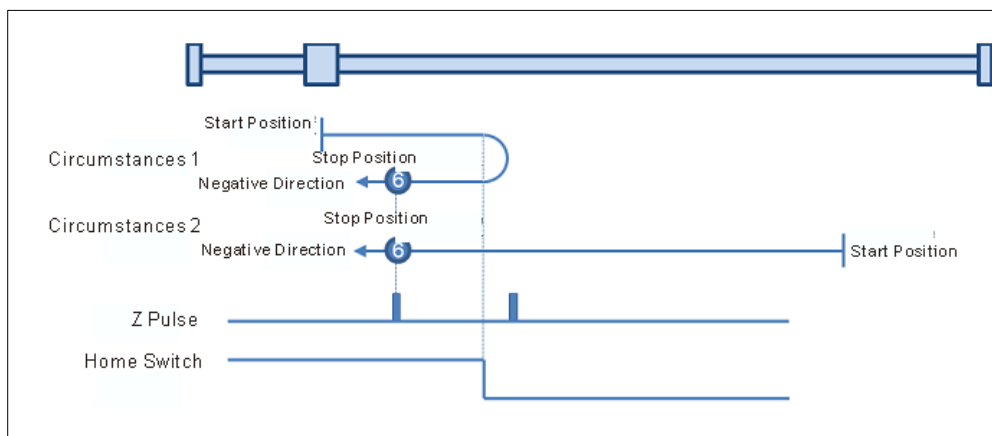 Start Position
Circumstances 1
Stop Position
Negative Direction
6
Circumstances 2
Stop Position
Negative Direction
6
Start Position
Z Pulse
Home Switch